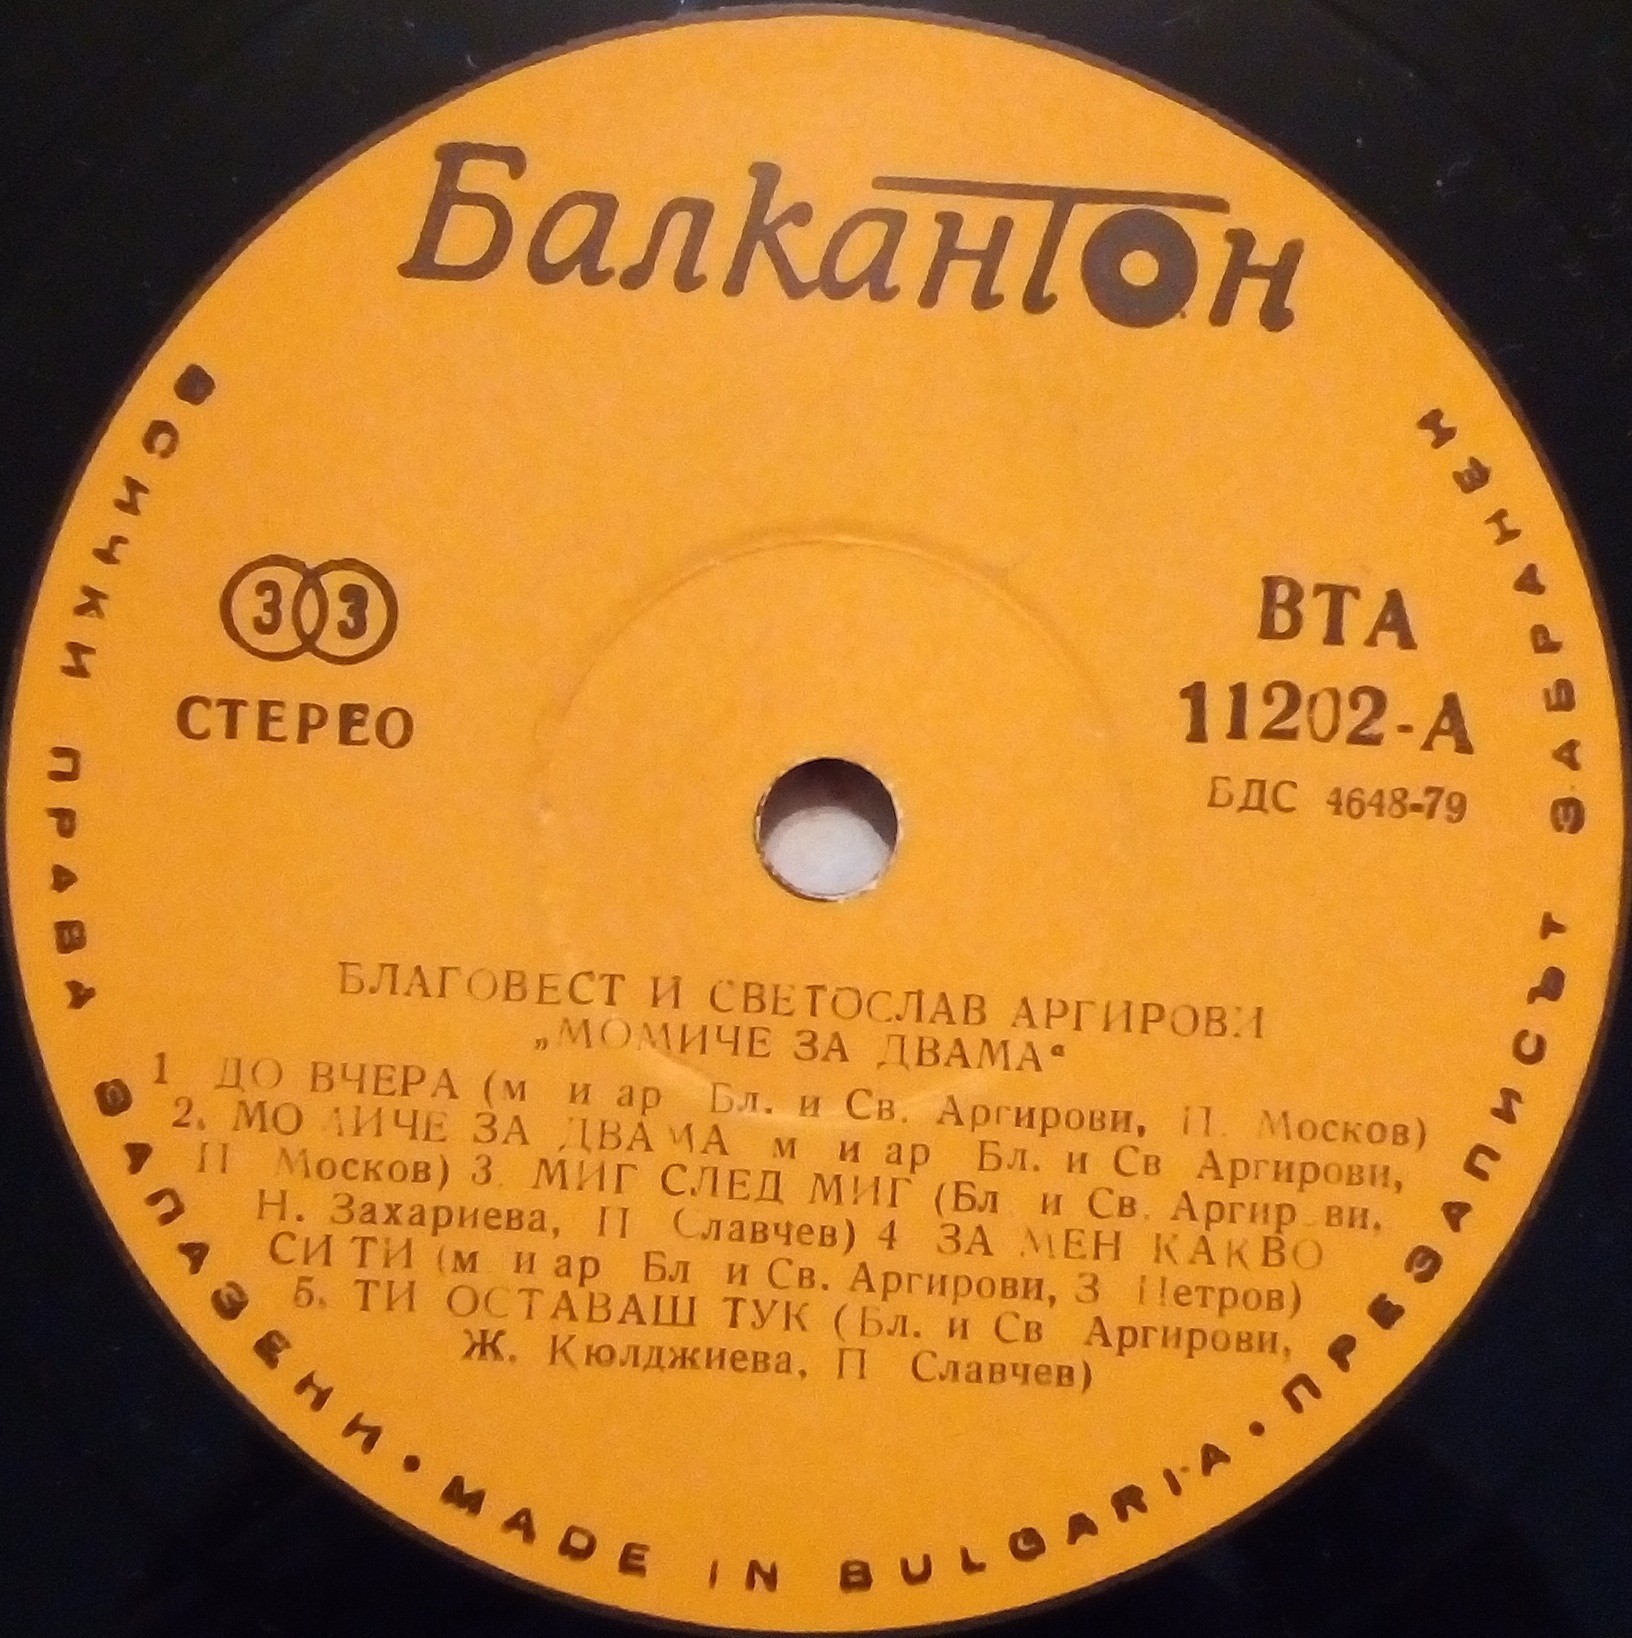 Балкантон
33
СТЕРЕО
ВТА
11202-А
БДС 4648-79
БЛАГОВЕСТ И СВЕТОСЛАВ АРГИРОВИ
„МОМИЧЕ ЗА ДВАМА“
1 ДО ВЧЕРА (м и ар Бл. и Св. Аргирови, П. Москов)
2. МОМИЧЕ ЗА ДВАМА м и ар Бл. и Св Аргирови,
П Москов) 3. МИГ СЛЕД МИГ (Бл и Св. Аргирови,
Н. Захариева, П Славчев) 4 ЗА МЕН КАКВО
СИ ТИ (м и ар Бл и Св. Аргирови, З Петров)
5. ТИ ОСТАВАШ ТУК (Бл. и Св Аргирови,
Ж. Кюлджиева, П Славчев)
ВСИЧКИ ПРАВА ЗАПАЗЕНИ • MADE IN BULGARIA • ПРЕЗАПИСЪТ ЗАБРАНЕН